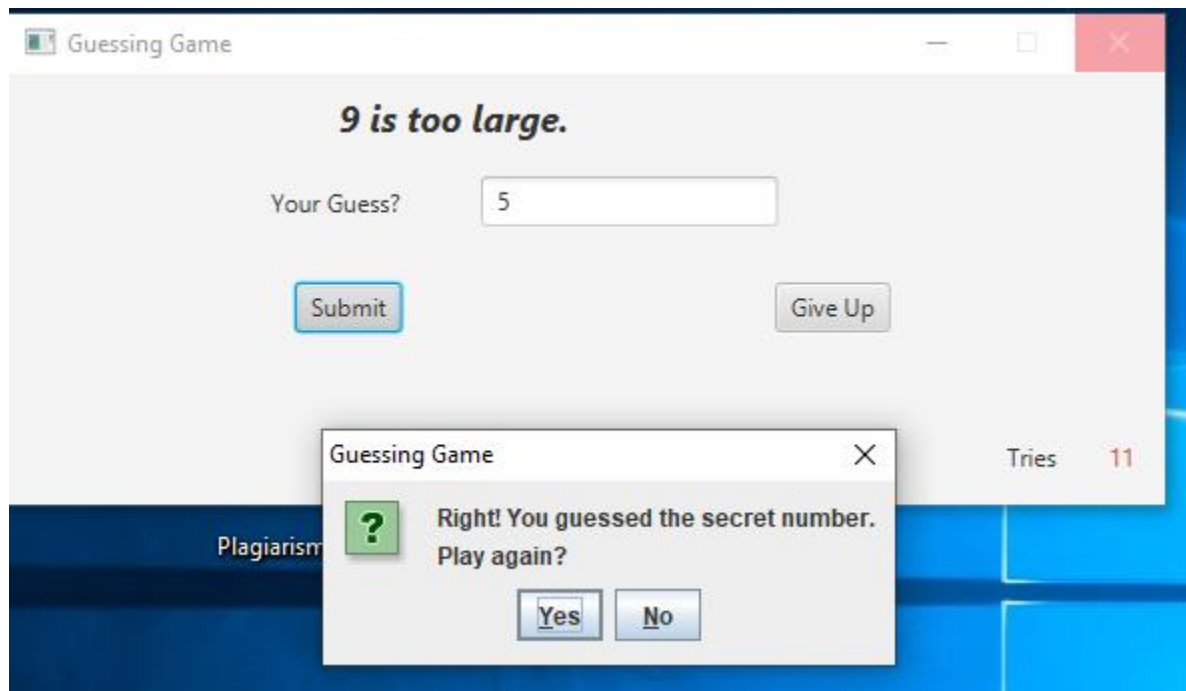 Guessing Game
9 is too large.
Your Guess? 5
Submit Give Up
Tries 11
Guessing Game
Right! You guessed the secret number.
Play again?
Yes No
Plagiarism